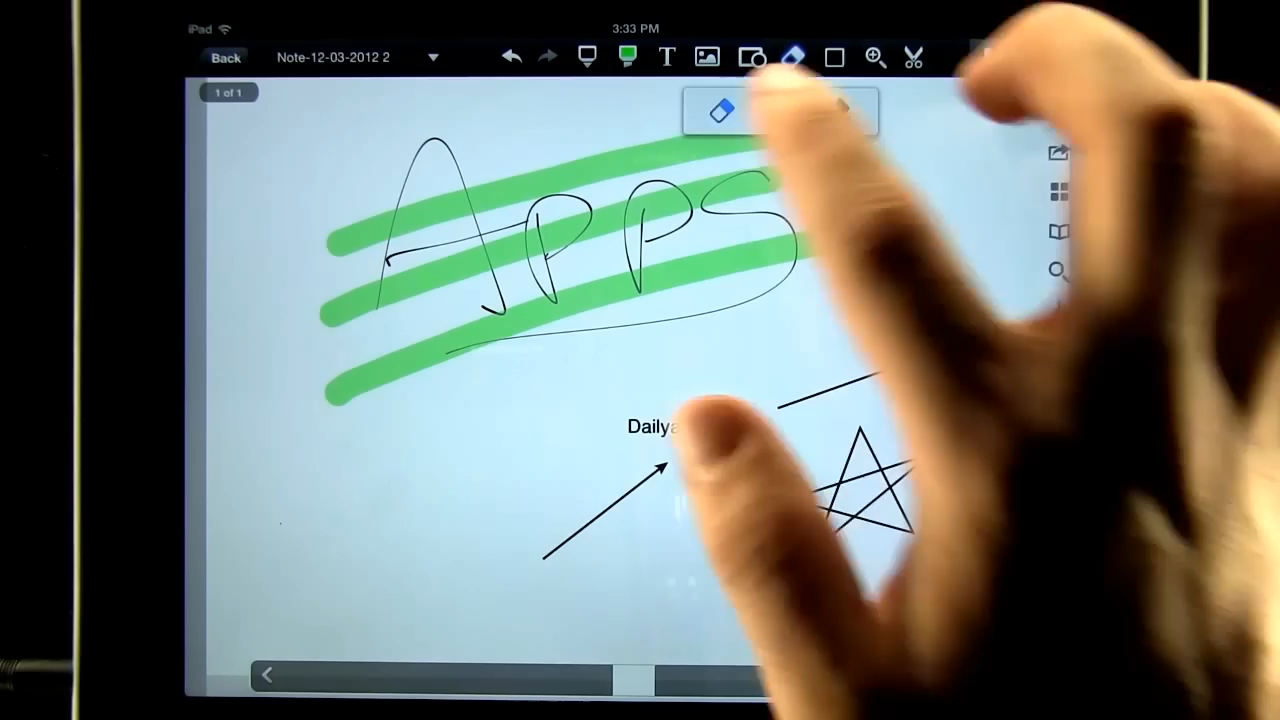 iPad
3:33 PM
Back Note-12-03-2012 2 T
1 of 1
APPS
Daily